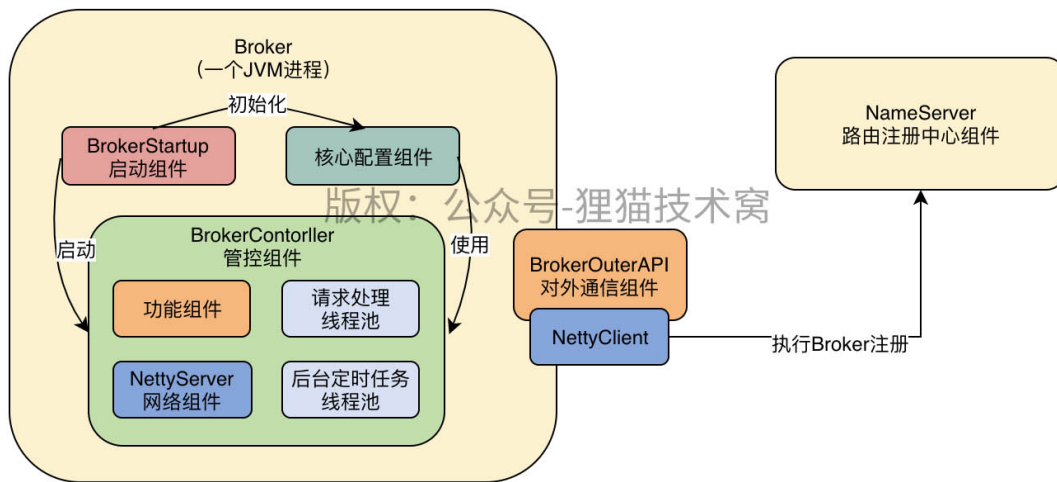 Broker
(一个JVM进程)
初始化
BrokerStartup
启动组件
核心配置组件
NameServer
路由注册中心组件
版权：公众号-狸猫技术窝
启动
BrokerContorller
管控组件
使用
功能组件
请求处理
线程池
NettyServer
网络组件
后台定时任务
线程池
BrokerOuterAPI
对外通信组件
NettyClient
执行Broker注册